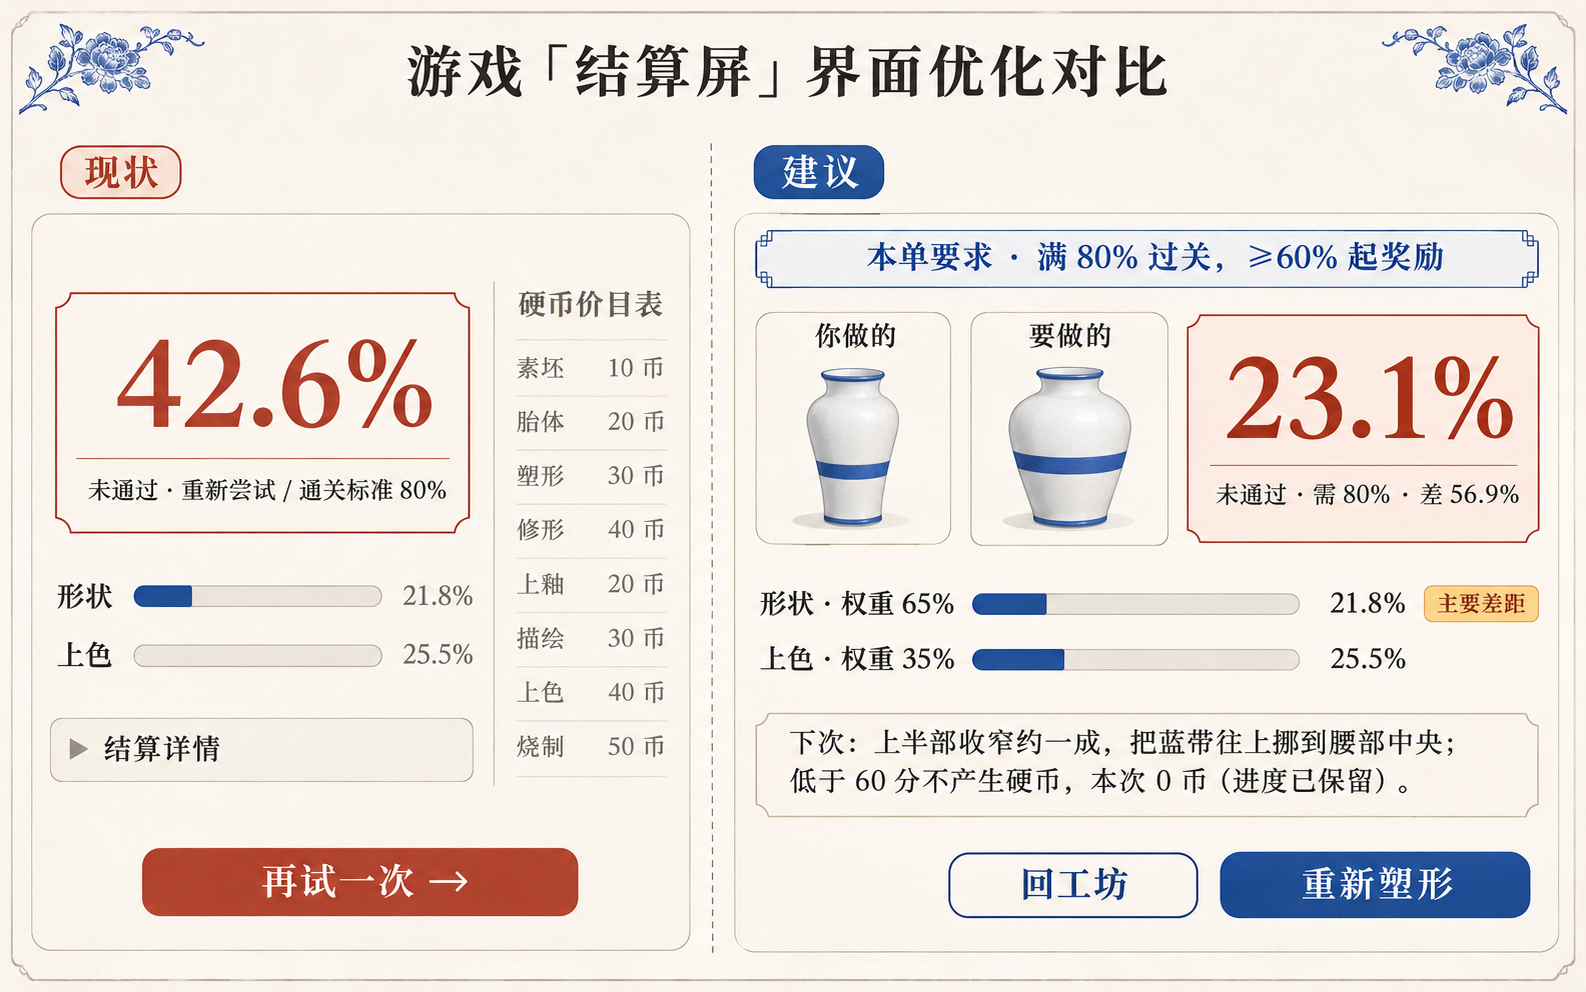 游戏「结算屏」界面优化对比
现状
42.6%
未通过·重新尝试 / 通关标准 80%
形状 21.8%
上色 25.5%
▶ 结算详情
硬币价目表
素坯 10 币
胎体 20 币
塑形 30 币
修形 40 币
上釉 20 币
描绘 30 币
上色 40 币
烧制 50 币
再试一次 →
建议
本单要求 · 满 80% 过关，≥60% 起奖励
你做的
要做的
23.1%
未通过 · 需 80% · 差 56.9%
形状 · 权重 65% 21.8% 主要差距
上色 · 权重 35% 25.5%
下次：上半部收窄约一成，把蓝带往上挪到腰部中央；
低于 60 分不产生硬币，本次 0 币（进度已保留）。
回工坊
重新塑形